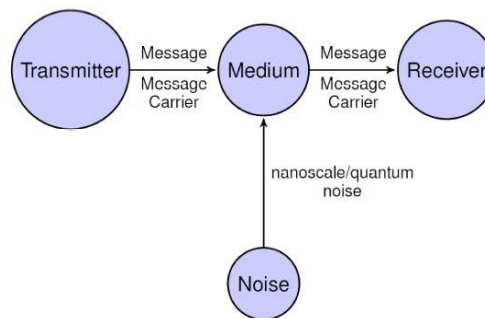 Transmitter
Message
Message
Carrier
Medium
Message
Message
Carrier
Receiver
nanoscale/quantum
noise
Noise